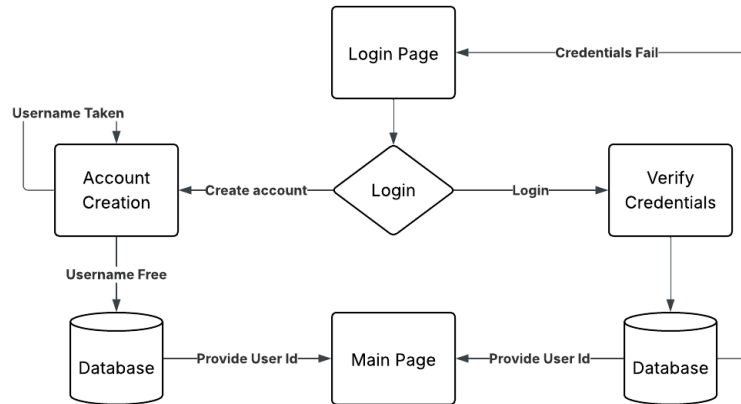 Login Page
Credentials Fail
Username Taken
Account
Creation
Create account
Login
Login
Verify
Credentials
Username Free
Database
Provide User Id
Main Page
Provide User Id
Database